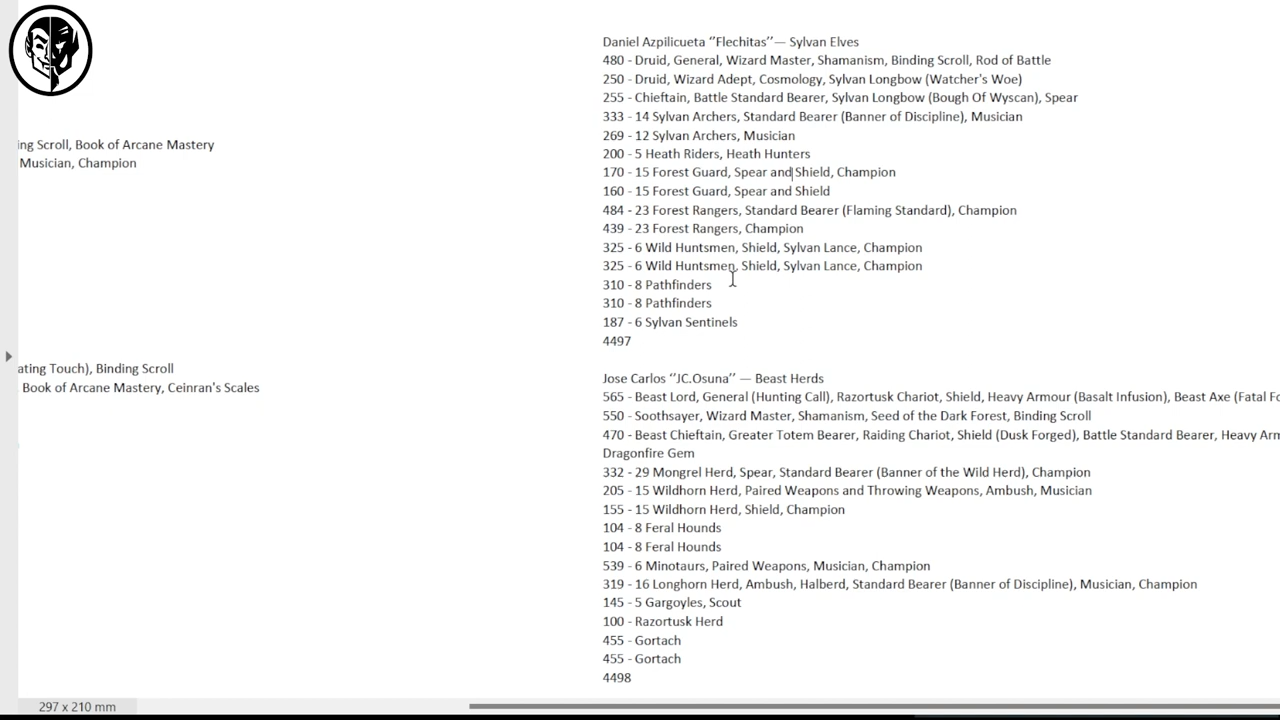 ing Scroll, Book of Arcane Mastery
Musician, Champion
ating Touch), Binding Scroll
Book of Arcane Mastery, Ceinran's Scales
Daniel Azpilicueta ‘’Flechitas’’— Sylvan Elves
480 - Druid, General, Wizard Master, Shamanism, Binding Scroll, Rod of Battle
250 - Druid, Wizard Adept, Cosmology, Sylvan Longbow (Watcher's Woe)
255 - Chieftain, Battle Standard Bearer, Sylvan Longbow (Bough Of Wyscan), Spear
333 - 14 Sylvan Archers, Standard Bearer (Banner of Discipline), Musician
269 - 12 Sylvan Archers, Musician
200 - 5 Heath Riders, Heath Hunters
170 - 15 Forest Guard, Spear and Shield, Champion
160 - 15 Forest Guard, Spear and Shield
484 - 23 Forest Rangers, Standard Bearer (Flaming Standard), Champion
439 - 23 Forest Rangers, Champion
325 - 6 Wild Huntsmen, Shield, Sylvan Lance, Champion
325 - 6 Wild Huntsmen, Shield, Sylvan Lance, Champion
310 - 8 Pathfinders
310 - 8 Pathfinders
187 - 6 Sylvan Sentinels
4497
Jose Carlos ‘’JC.Osuna’’ — Beast Herds
565 - Beast Lord, General (Hunting Call), Razortusk Chariot, Shield, Heavy Armour (Basalt Infusion), Beast Axe (Fatal Fo
550 - Soothsayer, Wizard Master, Shamanism, Seed of the Dark Forest, Binding Scroll
470 - Beast Chieftain, Greater Totem Bearer, Raiding Chariot, Shield (Dusk Forged), Battle Standard Bearer, Heavy Arm
Dragonfire Gem
332 - 29 Mongrel Herd, Spear, Standard Bearer (Banner of the Wild Herd), Champion
205 - 15 Wildhorn Herd, Paired Weapons and Throwing Weapons, Ambush, Musician
155 - 15 Wildhorn Herd, Shield, Champion
104 - 8 Feral Hounds
104 - 8 Feral Hounds
539 - 6 Minotaurs, Paired Weapons, Musician, Champion
319 - 16 Longhorn Herd, Ambush, Halberd, Standard Bearer (Banner of Discipline), Musician, Champion
145 - 5 Gargoyles, Scout
100 - Razortusk Herd
455 - Gortach
455 - Gortach
4498
297 x 210 mm